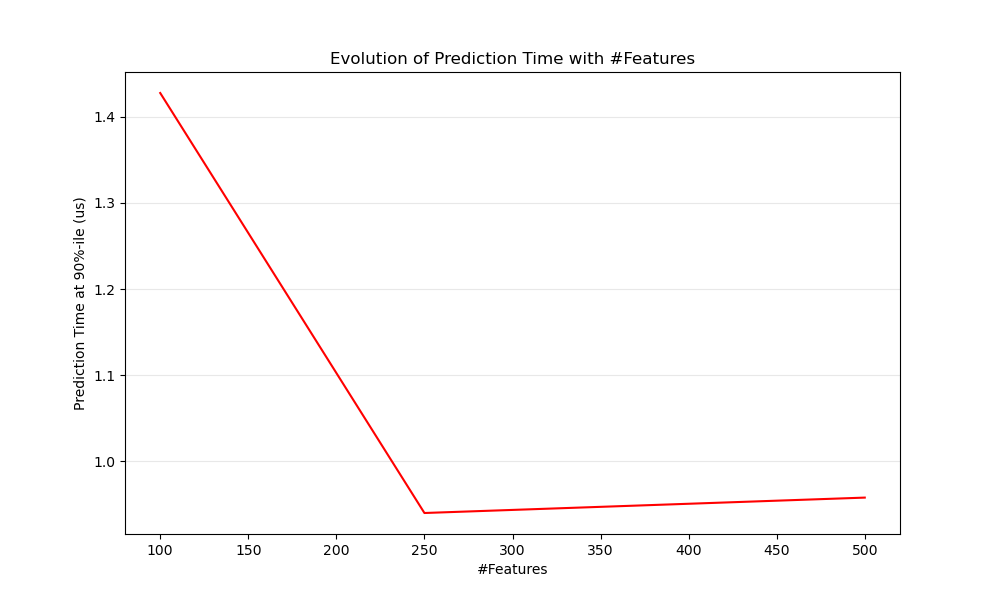 Evolution of Prediction Time with #Features
Prediction Time at 90%-ile (us)
1.4
1.3
1.2
1.1
1.0
100 150 200 250 300 350 400 450 500
#Features